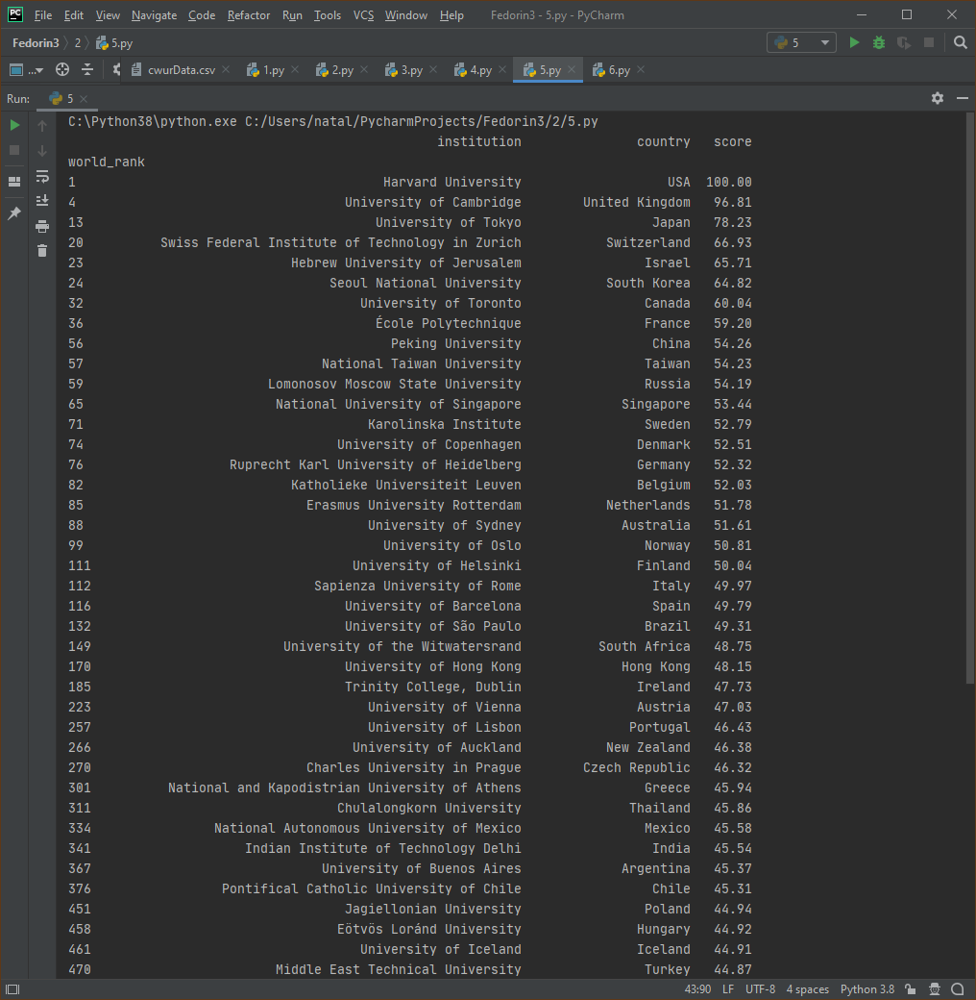 PC File Edit View Navigate Code Refactor Run Tools VCS Window Help Fedorin3 - 5.py - PyCharm
Fedorin3 2 5.py 5
... cwurData.csv 1.py 2.py 3.py 4.py 5.py 6.py
Run: 5
C:\Python38\python.exe C:/Users/natal/PycharmProjects/Fedorin3/2/5.py
institution country score
world_rank
1 Harvard University USA 100.00
4 University of Cambridge United Kingdom 96.81
13 University of Tokyo Japan 78.23
20 Swiss Federal Institute of Technology in Zurich Switzerland 66.93
23 Hebrew University of Jerusalem Israel 65.71
24 Seoul National University South Korea 64.82
32 University of Toronto Canada 60.04
36 École Polytechnique France 59.20
56 Peking University China 54.26
57 National Taiwan University Taiwan 54.23
59 Lomonosov Moscow State University Russia 54.19
65 National University of Singapore Singapore 53.44
71 Karolinska Institute Sweden 52.79
74 University of Copenhagen Denmark 52.51
76 Ruprecht Karl University of Heidelberg Germany 52.32
82 Katholieke Universiteit Leuven Belgium 52.03
85 Erasmus University Rotterdam Netherlands 51.78
88 University of Sydney Australia 51.61
99 University of Oslo Norway 50.81
111 University of Helsinki Finland 50.04
112 Sapienza University of Rome Italy 49.97
116 University of Barcelona Spain 49.79
132 University of São Paulo Brazil 49.31
149 University of the Witwatersrand South Africa 48.75
170 University of Hong Kong Hong Kong 48.15
185 Trinity College, Dublin Ireland 47.73
223 University of Vienna Austria 47.03
257 University of Lisbon Portugal 46.43
266 University of Auckland New Zealand 46.38
270 Charles University in Prague Czech Republic 46.32
301 National and Kapodistrian University of Athens Greece 45.94
311 Chulalongkorn University Thailand 45.86
334 National Autonomous University of Mexico Mexico 45.58
341 Indian Institute of Technology Delhi India 45.54
367 University of Buenos Aires Argentina 45.37
376 Pontifical Catholic University of Chile Chile 45.31
451 Jagiellonian University Poland 44.94
458 Eötvös Loránd University Hungary 44.92
461 University of Iceland Iceland 44.91
470 Middle East Technical University Turkey 44.87
43:90 LF UTF-8 4 spaces Python 3.8